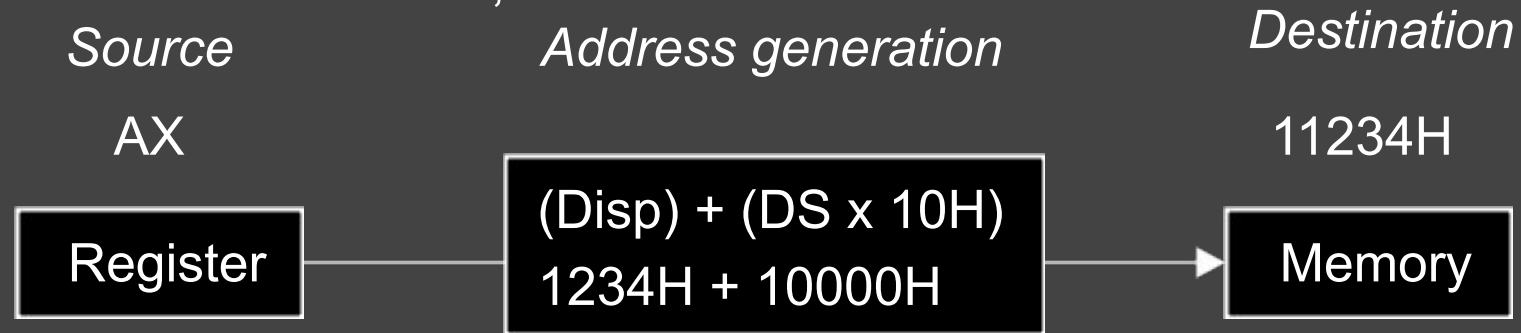 Source
Address generation
Destination
AX
11234H
Register
(Disp) + (DS x 10H)
1234H + 10000H
Memory